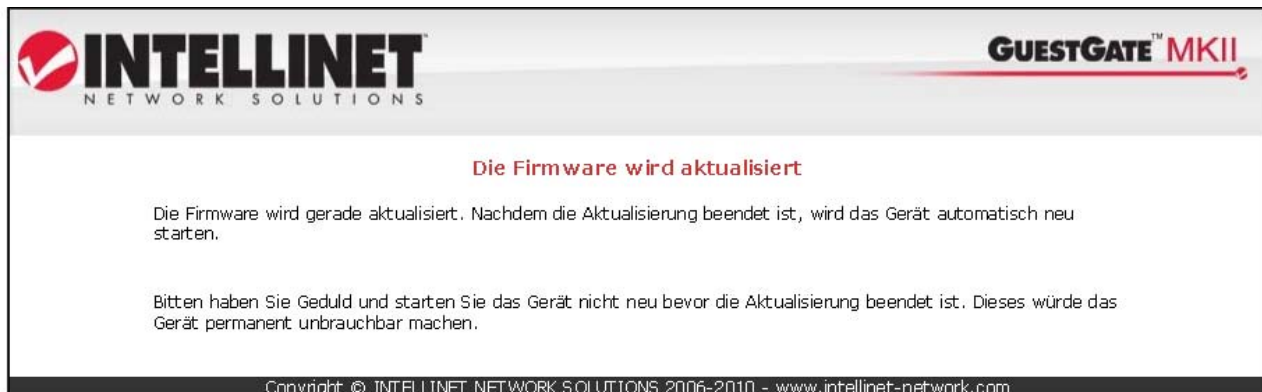 INTELLINET™
NETWORK SOLUTIONS
GUESTGATE™ MKII
Die Firmware wird aktualisiert
Die Firmware wird gerade aktualisiert. Nachdem die Aktualisierung beendet ist, wird das Gerät automatisch neu
starten.
Bitten haben Sie Geduld und starten Sie das Gerät nicht neu bevor die Aktualisierung beendet ist. Dieses würde das
Gerät permanent unbrauchbar machen.
Copyright © INTELLINET NETWORK SOLUTIONS 2006-2010 - www.intellinet-network.com